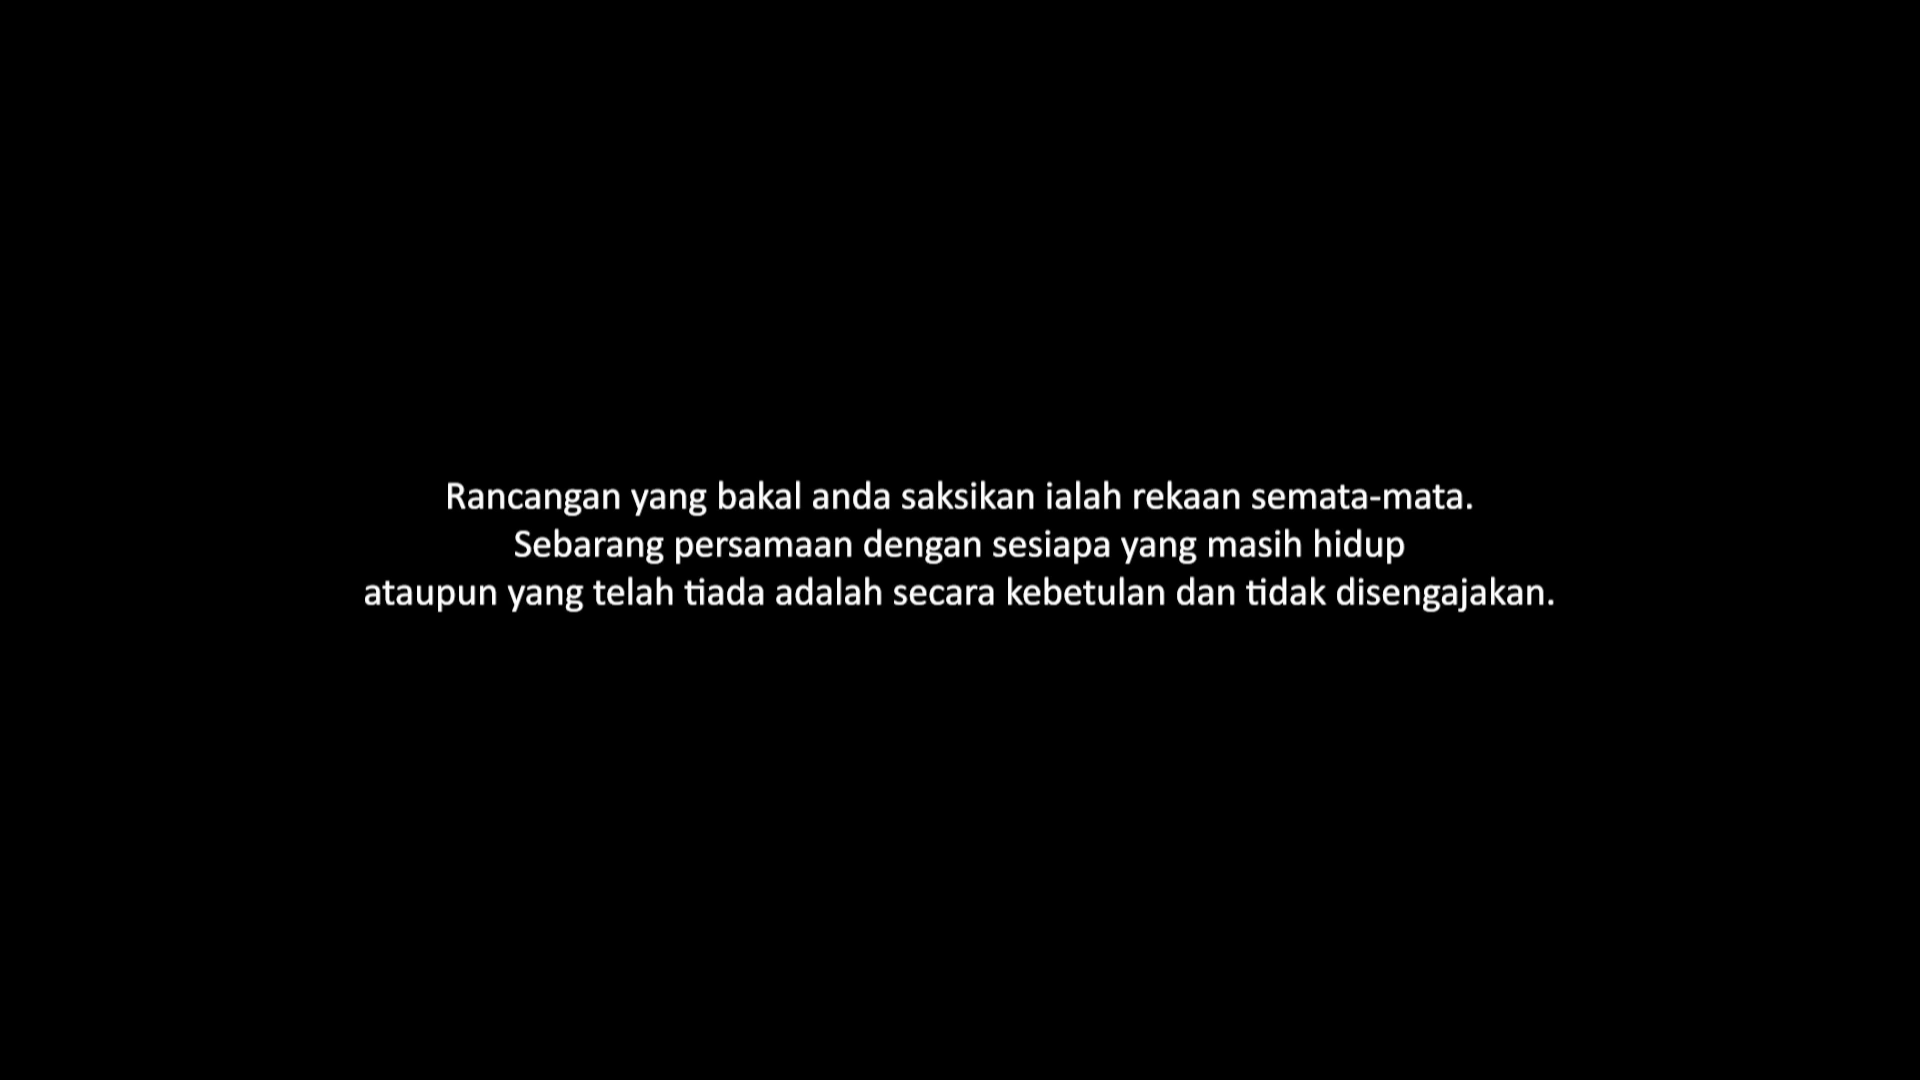 Rancangan yang bakal anda saksikan ialah rekaan semata-mata.
Sebarang persamaan dengan sesiapa yang masih hidup
ataupun yang telah tiada adalah secara kebetulan dan tidak disengajakan.